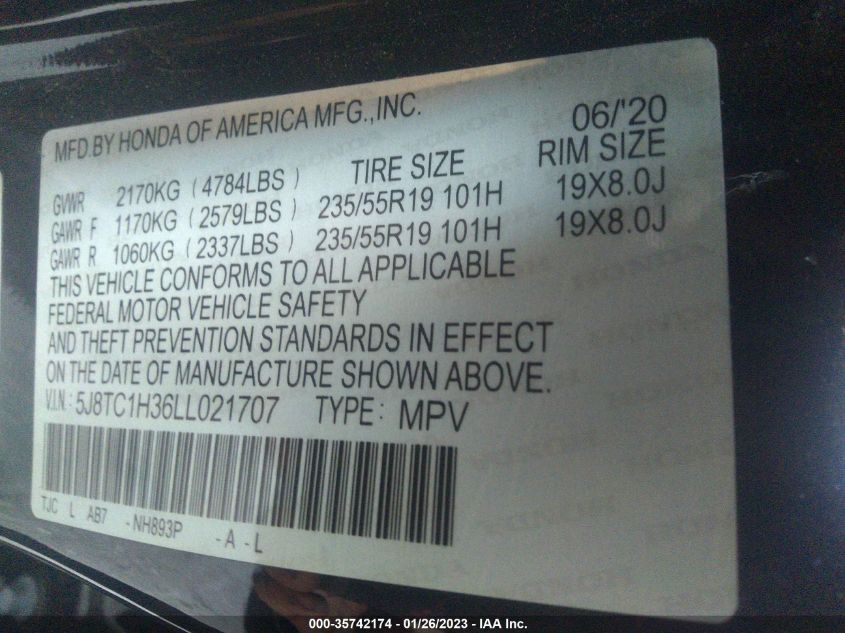 MFD.BY HONDA OF AMERICA MFG.,INC. 06/'20
TIRE SIZE RIM SIZE
GVWR 2170KG ( 4784LBS )
GAWR F 1170KG ( 2579LBS ) 235/55R19 101H 19X8.0J
GAWR R 1060KG ( 2337LBS ) 235/55R19 101H 19X8.0J
THIS VEHICLE CONFORMS TO ALL APPLICABLE
FEDERAL MOTOR VEHICLE SAFETY
AND THEFT PREVENTION STANDARDS IN EFFECT
ON THE DATE OF MANUFACTURE SHOWN ABOVE.
V.I.N.: 5J8TC1H36LL021707 TYPE: MPV
TJC L AB7 -NH893P -A -L
000-35742174 - 01/26/2023 - IAA Inc.